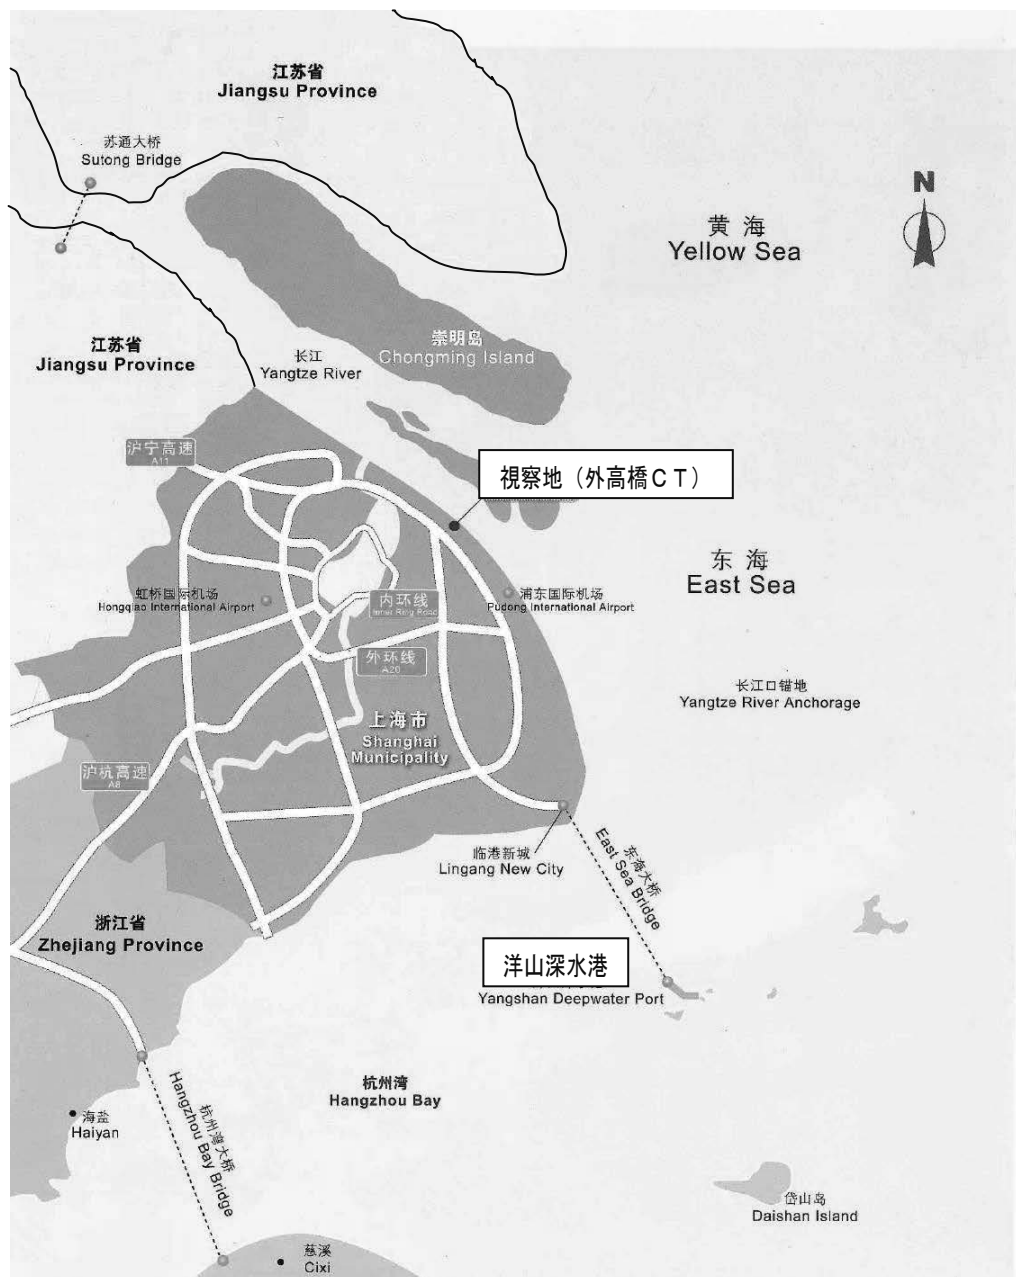 江苏省
Jiangsu Province
苏通大桥
Sutong Bridge
N
黄海
Yellow Sea
江苏省
Jiangsu Province
长江
Yangtze River
崇明岛
Chongming Island
沪宁高速
A11
視察地（外高橋CT）
东海
East Sea
虹桥国际机场
Hongqiao International Airport
内环线
Inner Ring Road
浦东国际机场
Pudong International Airport
外环线
A20
长江口锚地
Yangtze River Anchorage
上海市
Shanghai
Municipality
沪杭高速
A8
临港新城
Lingang New City
东海大桥
East Sea Bridge
浙江省
Zhejiang Province
洋山深水港
Yangshan Deepwater Port
杭州湾
Hangzhou Bay
杭州湾大桥
Hangzhou Bay Bridge
海盐
Haiyan
岱山岛
Daishan Island
慈溪
Cixi